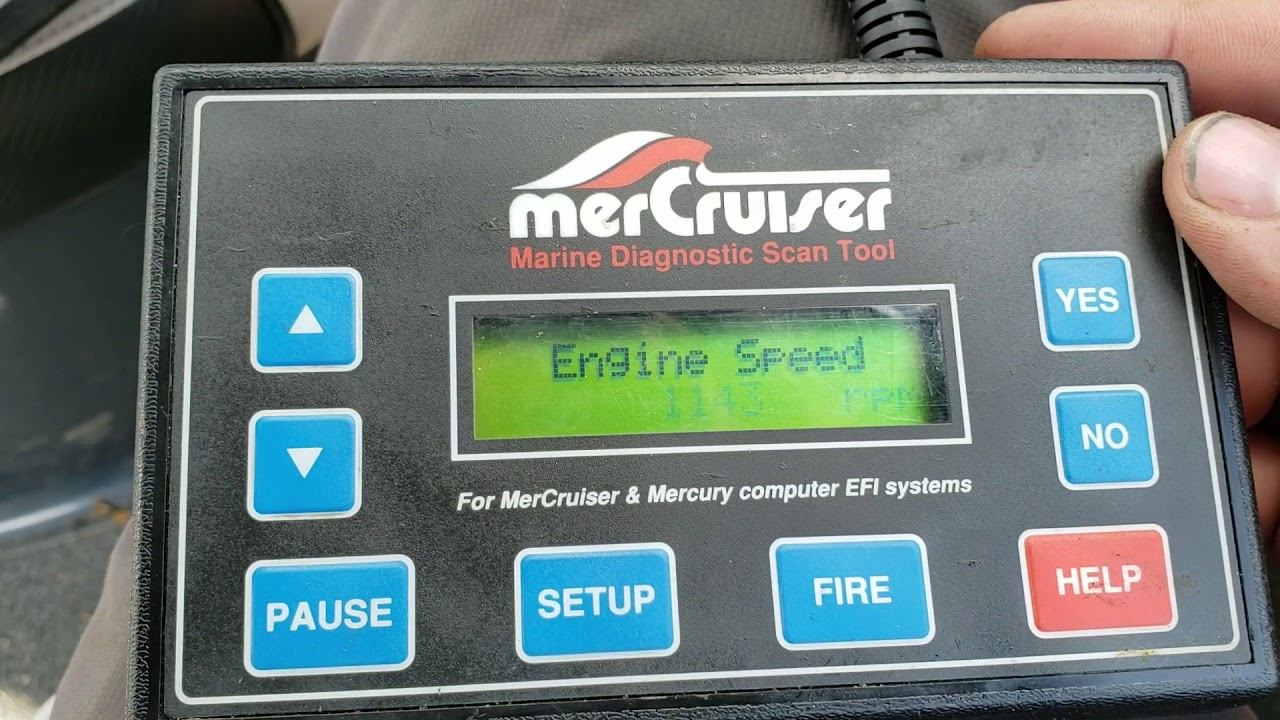 merCruiser
Marine Diagnostic Scan Tool
YES
Engine Speed
1143 rpm
NO
For MerCruiser & Mercury computer EFI systems
PAUSE
SETUP
FIRE
HELP